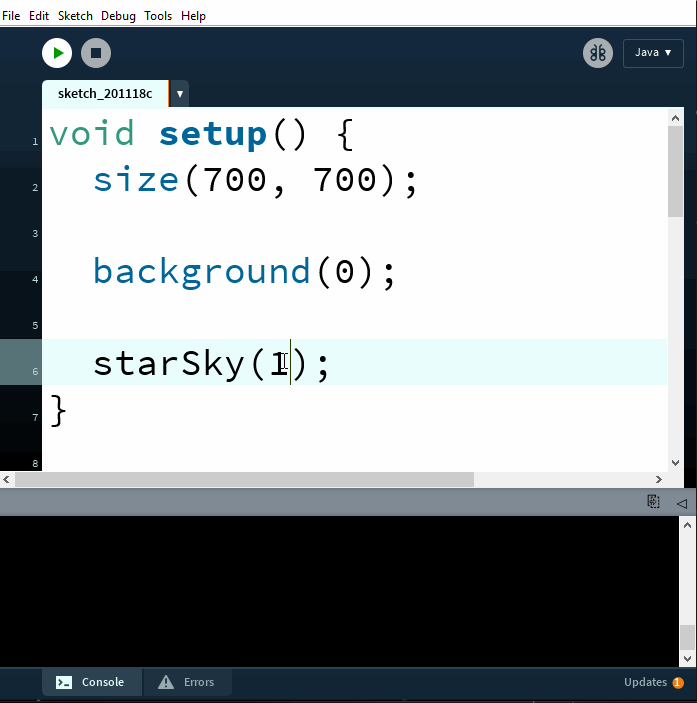 File Edit Sketch Debug Tools Help
Java ▾
sketch_201118c ▾
1 void setup() {
2 size(700, 700);
3
4 background(0);
5
6 starSky(1);
7 }
8
Console Errors Updates 1